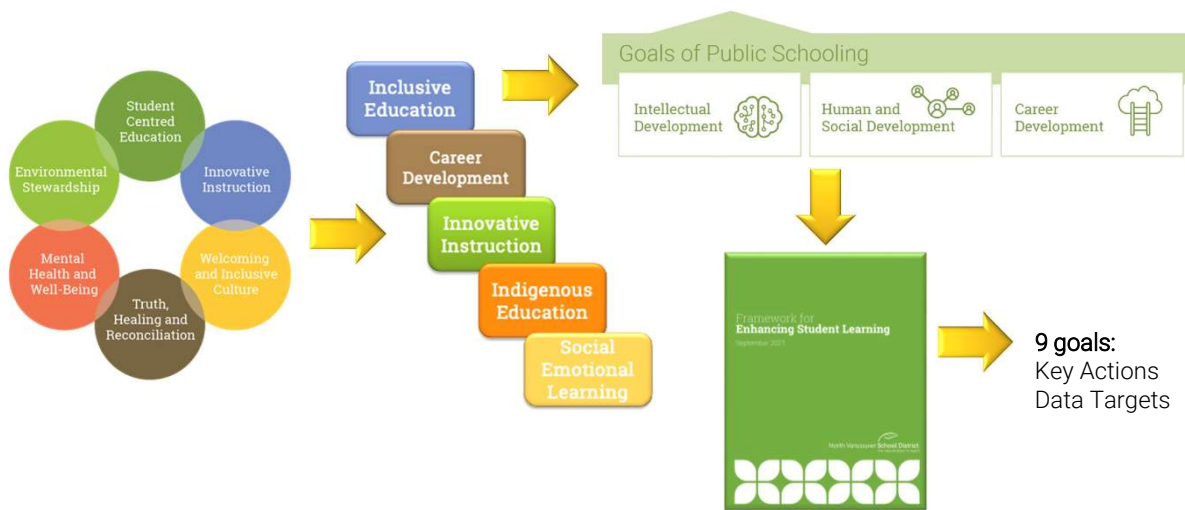 Student
Centred
Education
Environmental
Stewardship
Innovative
Instruction
Mental
Health and
Well-Being
Welcoming
and Inclusive
Culture
Truth,
Healing and
Reconciliation
Inclusive
Education
Career
Development
Innovative
Instruction
Indigenous
Education
Social
Emotional
Learning
Goals of Public Schooling
Intellectual
Development
Human and
Social Development
Career
Development
Framework for
Enhancing Student Learning
September 2021
North Vancouver School District
9 goals:
Key Actions
Data Targets